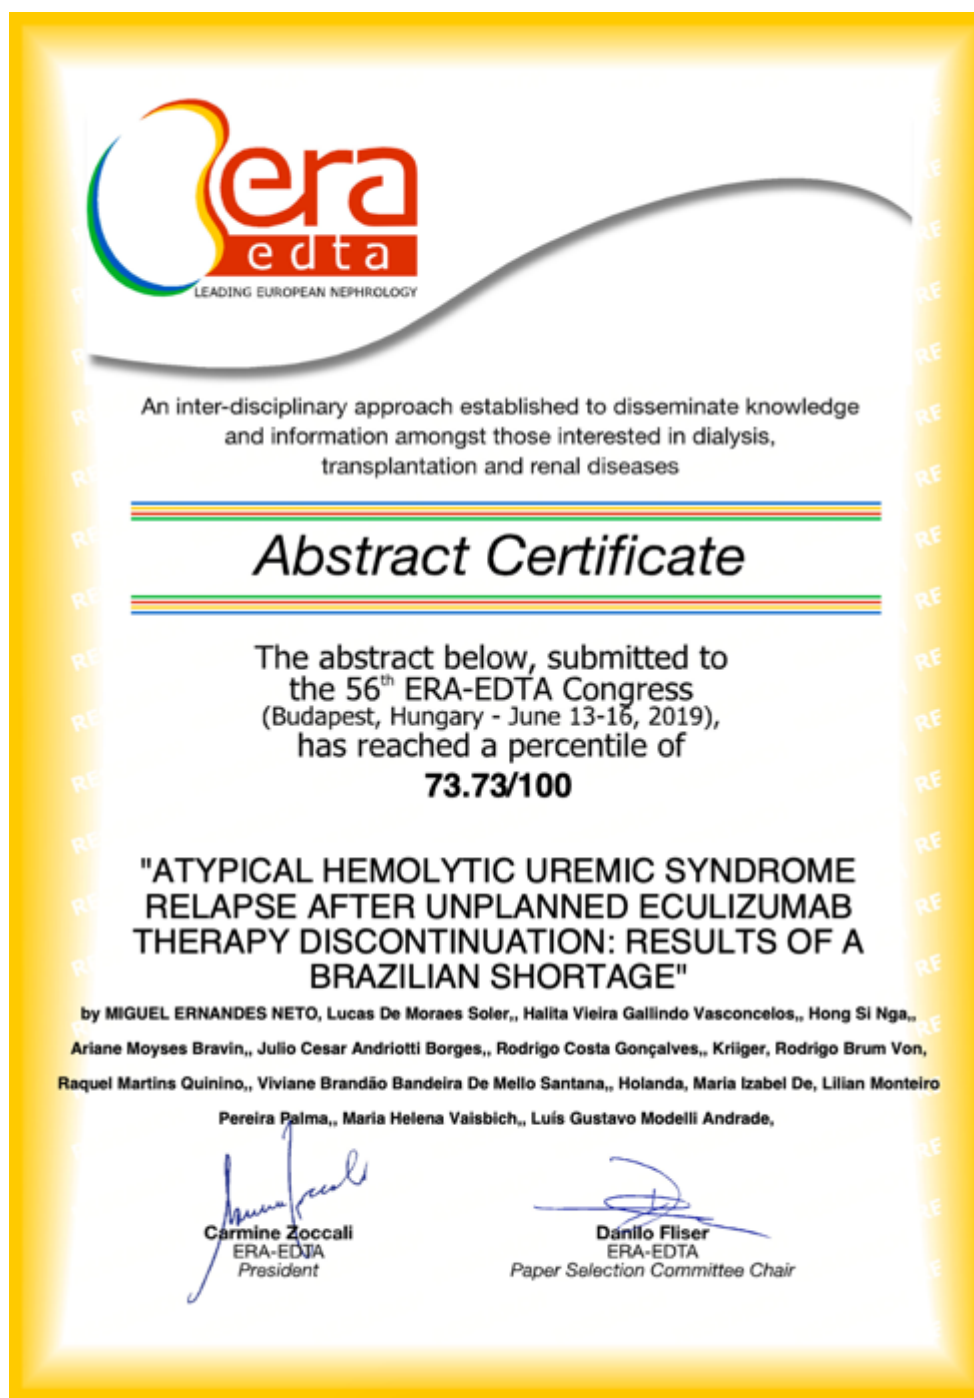 era
edta
LEADING EUROPEAN NEPHROLOGY
An inter-disciplinary approach established to disseminate knowledge
and information amongst those interested in dialysis,
transplantation and renal diseases
Abstract Certificate
The abstract below, submitted to
the 56th ERA-EDTA Congress
(Budapest, Hungary - June 13-16, 2019),
has reached a percentile of
73.73/100
"ATYPICAL HEMOLYTIC UREMIC SYNDROME
RELAPSE AFTER UNPLANNED ECULIZUMAB
THERAPY DISCONTINUATION: RESULTS OF A
BRAZILIAN SHORTAGE"
by MIGUEL ERNANDES NETO, Lucas De Moraes Soler,, Halita Vieira Gallindo Vasconcelos,, Hong Si Nga,,
Ariane Moyses Bravin,, Julio Cesar Andriotti Borges,, Rodrigo Costa Gonçalves,, Kriiger, Rodrigo Brum Von,
Raquel Martins Quinino,, Viviane Brandão Bandeira De Mello Santana,, Holanda, Maria Izabel De, Lilian Monteiro
Pereira Palma,, Maria Helena Vaisbich,, Luís Gustavo Modelli Andrade,
Carmine Zoccali
ERA-EDTA
President
Danilo Fliser
ERA-EDTA
Paper Selection Committee Chair